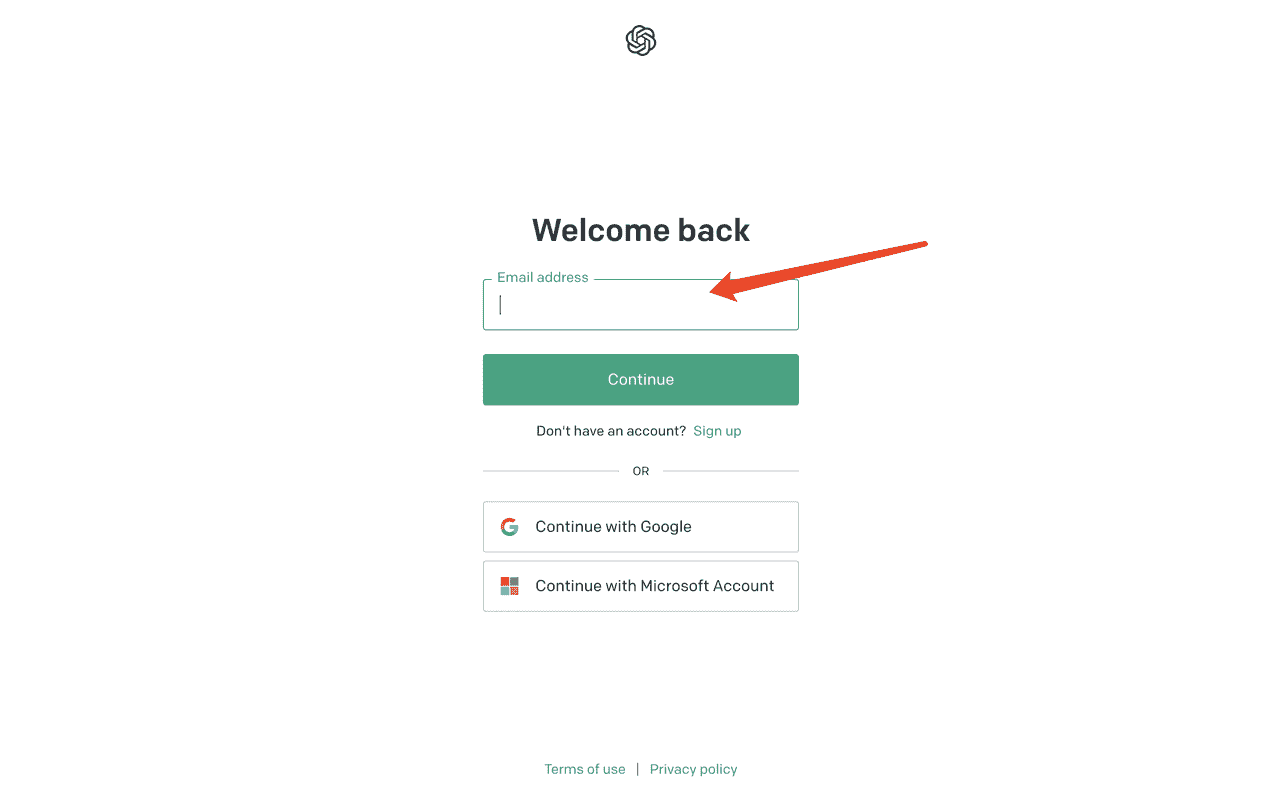 Welcome back
Email address
Continue
Don't have an account? Sign up
OR
Continue with Google
Continue with Microsoft Account
Terms of use | Privacy policy